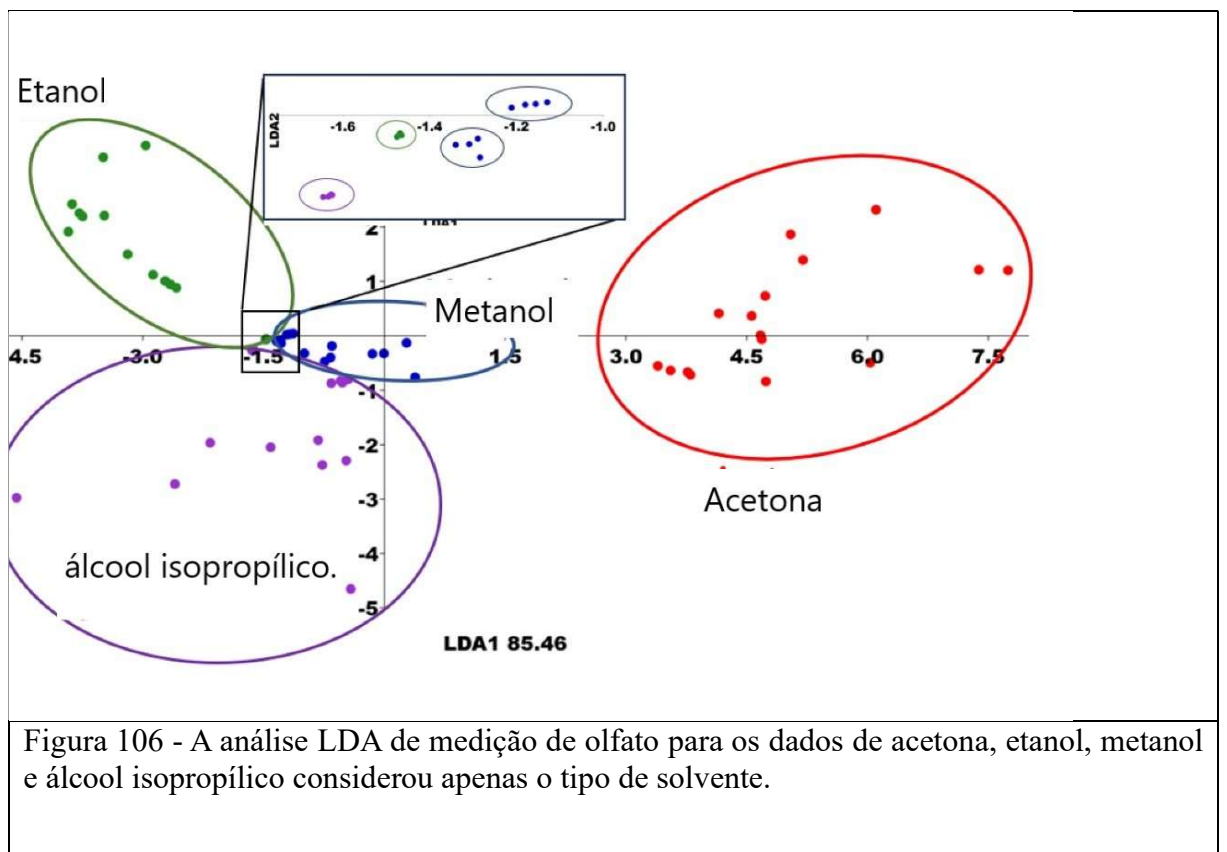 Etanol
LDA2
-1.6
-1.4
-1.2
-1.0
LDA1
2
1
Metanol
4.5
-3.0
-1.5
1.5
3.0
4.5
6.0
7.5
-1
-2
-3
-4
-5
Acetona
álcool isopropílico.
LDA1 85.46
Figura 106 - A análise LDA de medição de olfato para os dados de acetona, etanol, metanol
e álcool isopropílico considerou apenas o tipo de solvente.